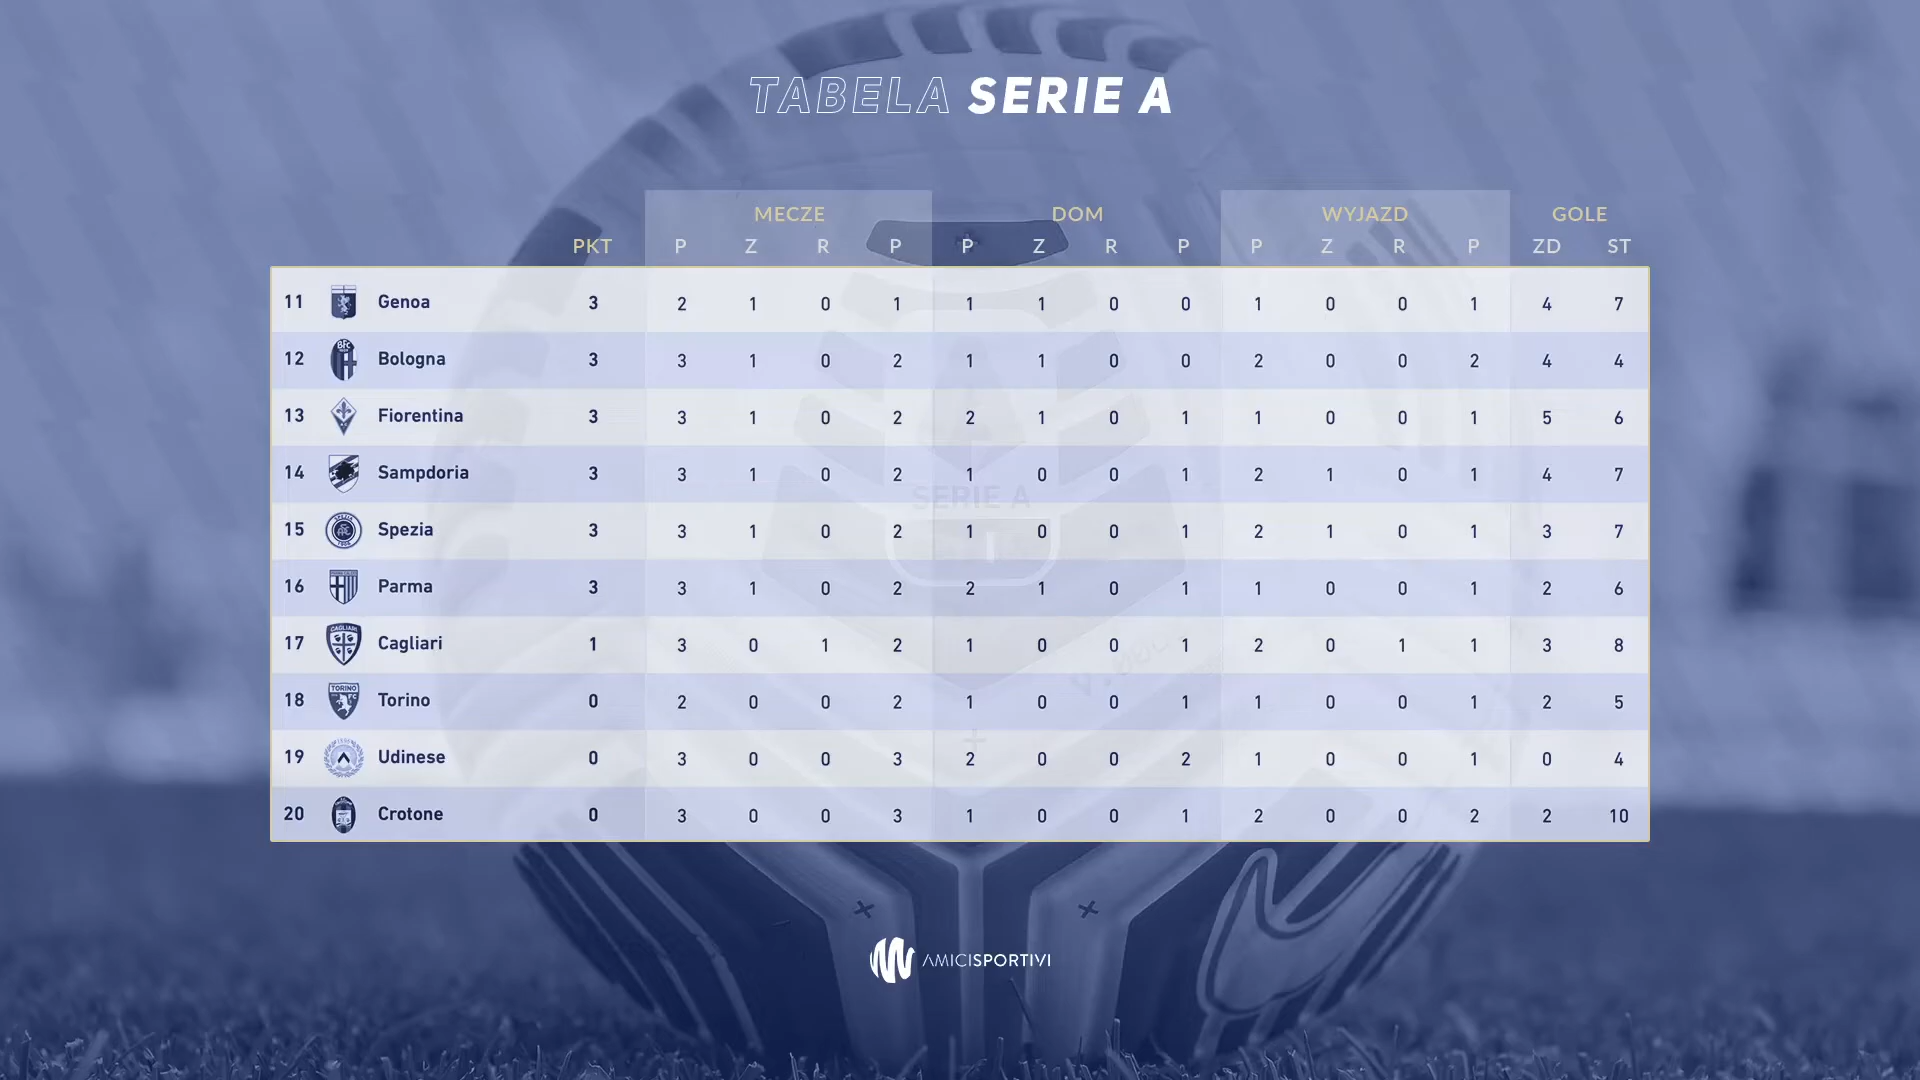 TABELA SERIE A
MECZE DOM WYJAZD GOLE
PKT P Z R P P Z R P P Z R P ZD ST
11 Genoa 3 2 1 0 1 1 1 0 0 1 0 0 1 4 7
12 Bologna 3 3 1 0 2 1 1 0 0 2 0 0 2 4 4
13 Fiorentina 3 3 1 0 2 2 1 0 1 1 0 0 1 5 6
14 Sampdoria 3 3 1 0 2 1 0 0 1 2 1 0 1 4 7
SERIE A
15 Spezia 3 3 1 0 2 1 0 0 1 2 1 0 1 3 7
16 Parma 3 3 1 0 2 2 1 0 1 1 0 0 1 2 6
17 Cagliari 1 3 0 1 2 1 0 0 1 2 0 1 1 3 8
18 Torino 0 2 0 0 2 1 0 0 1 1 0 0 1 2 5
19 Udinese 0 3 0 0 3 2 0 0 2 1 0 0 1 0 4
20 Crotone 0 3 0 0 3 1 0 0 1 2 0 0 2 2 10
AMICISPORTIVI